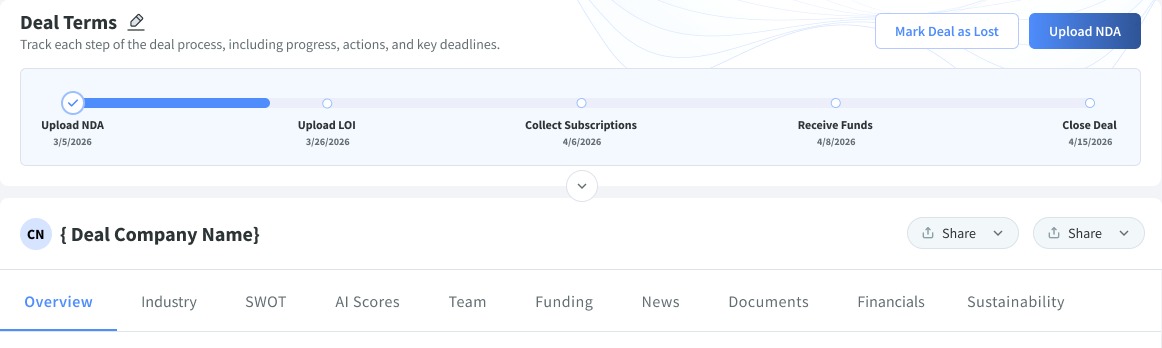 Deal Terms
Track each step of the deal process, including progress, actions, and key deadlines.
Mark Deal as Lost
Upload NDA
Upload NDA
3/5/2026
Upload LOI
3/26/2026
Collect Subscriptions
4/6/2026
Receive Funds
4/8/2026
Close Deal
4/15/2026
CN
{ Deal Company Name}
Share
Share
Overview
Industry
SWOT
AI Scores
Team
Funding
News
Documents
Financials
Sustainability